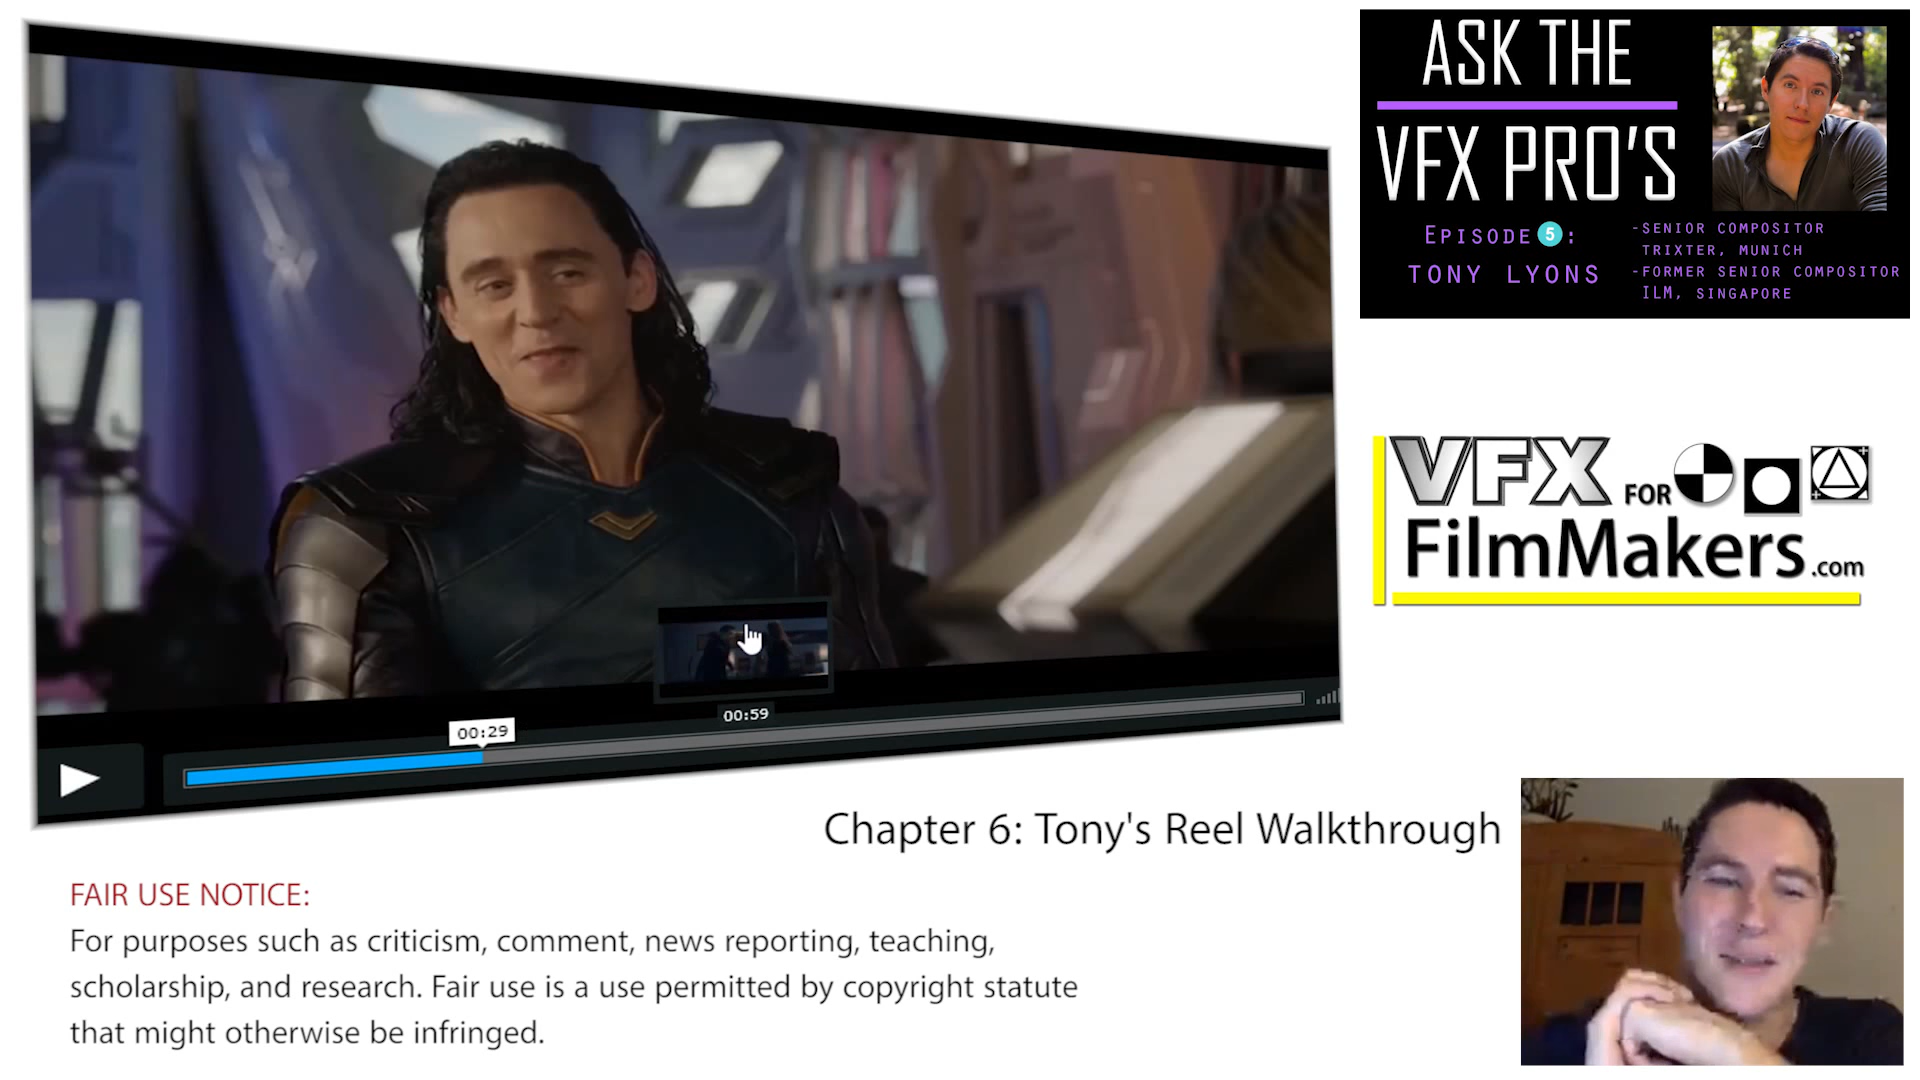 ASK THE
VFX PRO'S
EPISODE 5:
TONY LYONS
-SENIOR COMPOSITOR
TRIXTER, MUNICH
-FORMER SENIOR COMPOSITOR
ILM, SINGAPORE
VFX FOR
FilmMakers.com
00:59
00:29
Chapter 6: Tony's Reel Walkthrough
FAIR USE NOTICE:
For purposes such as criticism, comment, news reporting, teaching,
scholarship, and research. Fair use is a use permitted by copyright statute
that might otherwise be infringed.